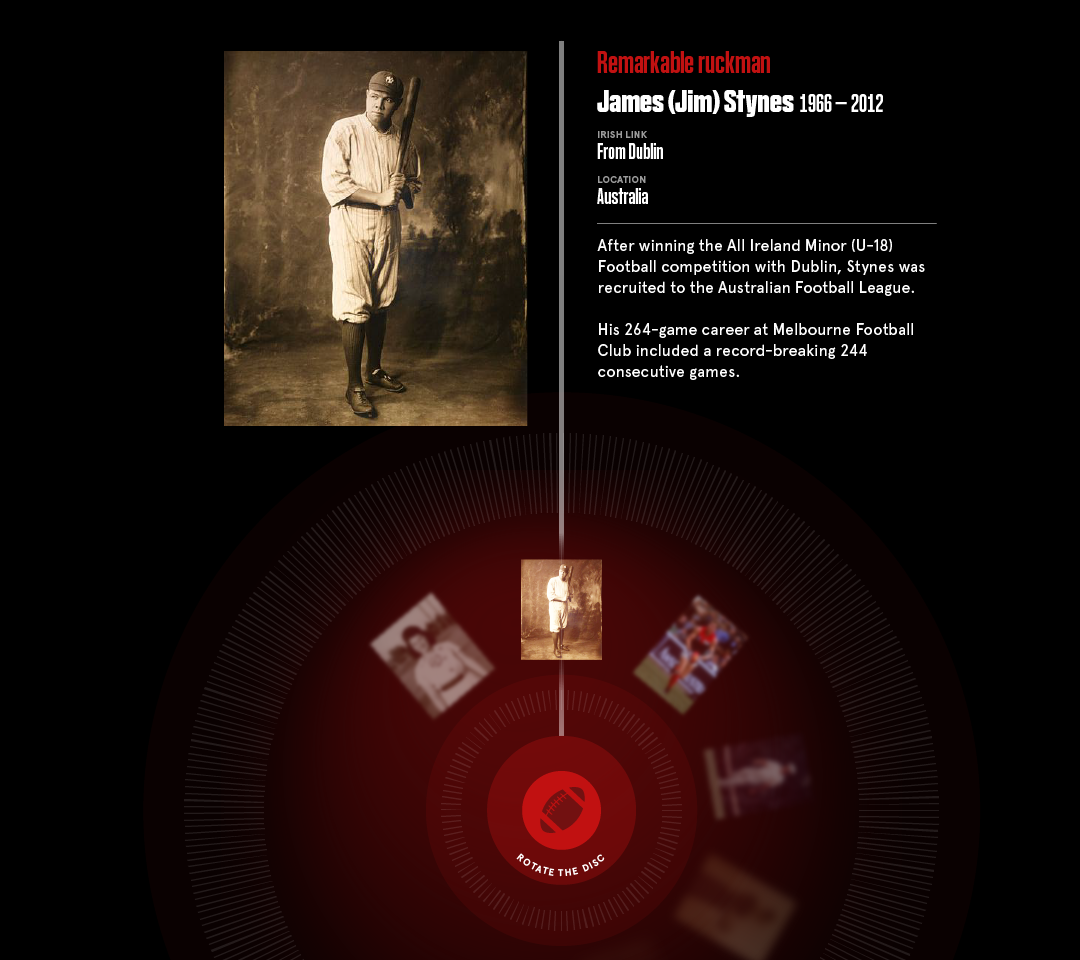 Remarkable ruckman
James (Jim) Stynes 1966 – 2012
IRISH LINK
From Dublin
LOCATION
Australia
After winning the All Ireland Minor (U-18)
Football competition with Dublin, Stynes was
recruited to the Australian Football League.
His 264-game career at Melbourne Football
Club included a record-breaking 244
consecutive games.
ROTATE THE DISC